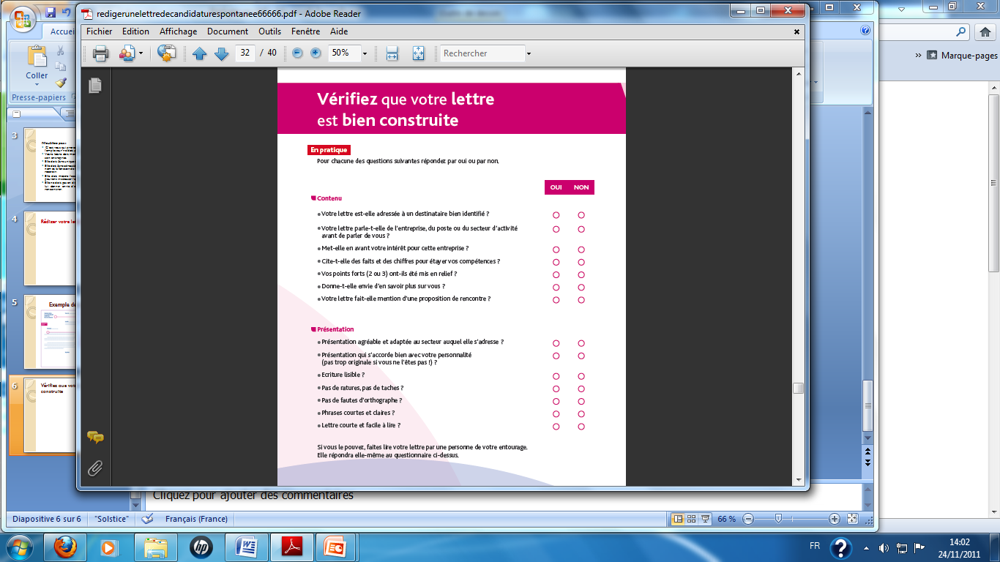 redigerunelettredecandidaturespontanee66666.pdf - Adobe Reader
Fichier Edition Affichage Document Outils Fenêtre Aide
32 / 40 50% Rechercher
Marque-pages
Accuei
Coller
Presse-papiers
Vérifiez que votre lettre
est bien construite
En pratique
Pour chacune des questions suivantes répondez par oui ou par non.
OUI NON
Contenu
Votre lettre est-elle adressée à un destinataire bien identifié ?
Votre lettre parle-t-elle de l'entreprise, du poste ou du secteur d'activité
avant de parler de vous ?
Met-elle en avant votre intérêt pour cette entreprise ?
Cite-t-elle des faits et des chiffres pour étayer vos compétences ?
Vos points forts (2 ou 3) ont-ils été mis en relief ?
Donne-t-elle envie d'en savoir plus sur vous ?
Votre lettre fait-elle mention d'une proposition de rencontre ?
Présentation
Présentation agréable et adaptée au secteur auquel elle s'adresse ?
Présentation qui s'accorde bien avec votre personnalité
(pas trop originale si vous ne l'êtes pas !) ?
Ecriture lisible ?
Pas de ratures, pas de taches ?
Pas de fautes d'orthographe ?
Phrases courtes et claires ?
Lettre courte et facile à lire ?
Si vous le pouvez, faites lire votre lettre par une personne de votre entourage.
Elle répondra elle-même au questionnaire ci-dessus.
3
4
Rédiger votre le
5
Exemple de
6
Vérifiez que vot
construite
Cliquez pour ajouter des commentaires
Diapositive 6 sur 6 "Solstice" Français (France) 66 %
FR
14:02
24/11/2011